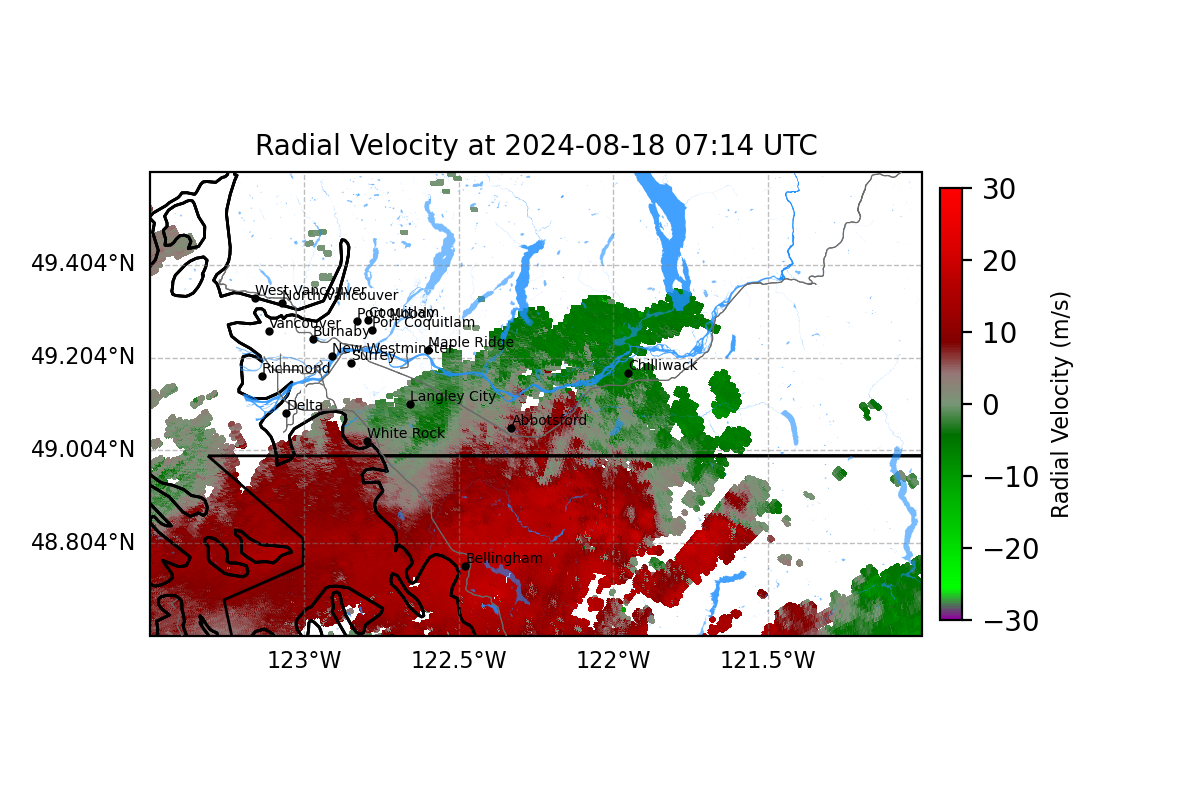 Radial Velocity at 2024-08-18 07:14 UTC
49.404°N
49.204°N
49.004°N
48.804°N
123°W
122.5°W
122°W
121.5°W
West Vancouver
North Vancouver
Vancouver
Burnaby
Port Moody
Coquitlam
Port Coquitlam
New Westminster
Surrey
Maple Ridge
Richmond
Chilliwack
Langley City
Delta
Abbotsford
White Rock
Bellingham
30
20
10
0
−10
−20
−30
Radial Velocity (m/s)